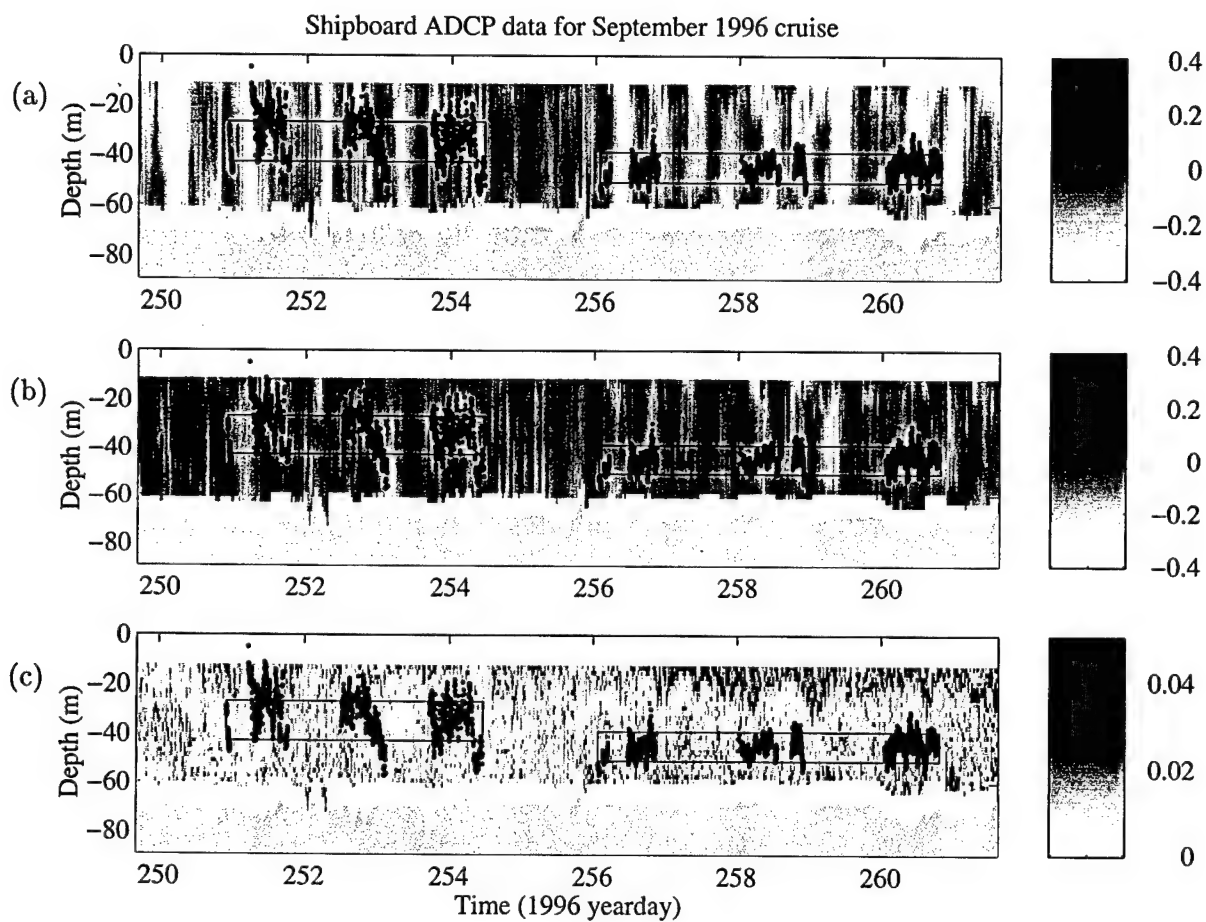 Shipboard ADCP data for September 1996 cruise
(a)
Depth (m)
0
−20
−40
−60
−80
250 252 254 256 258 260
0.4
0.2
0
−0.2
−0.4
(b)
Depth (m)
0
−20
−40
−60
−80
250 252 254 256 258 260
0.4
0.2
0
−0.2
−0.4
(c)
Depth (m)
0
−20
−40
−60
−80
250 252 254 256 258 260
Time (1996 yearday)
0.04
0.02
0